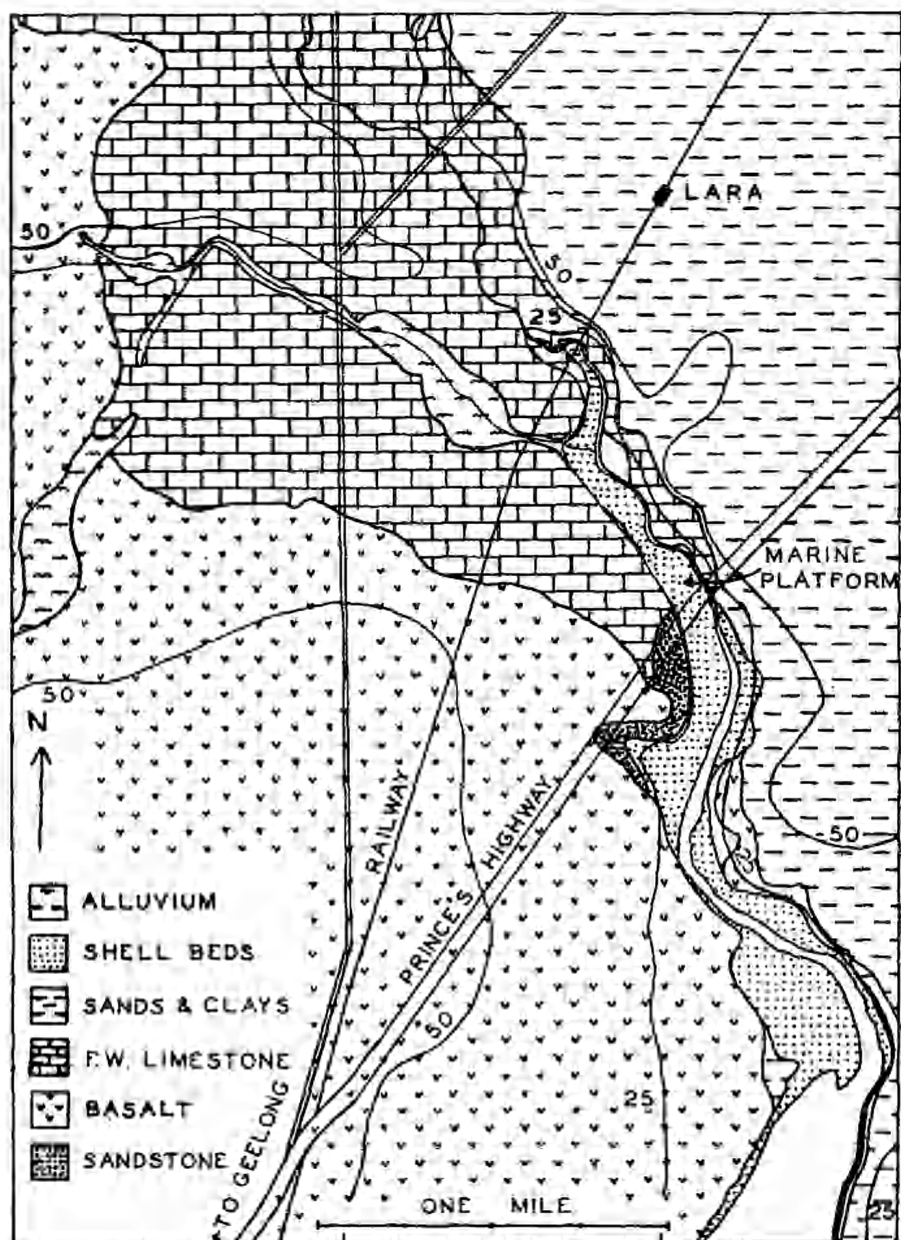 LARA
50
50
25
MARINE
PLATFORM
50
N
RAILWAY
PRINCE'S HIGHWAY
50
50
ALLUVIUM
SHELL BEDS
SANDS & CLAYS
F.W. LIMESTONE
BASALT
SANDSTONE
TO GEELONG
25
ONE MILE
25